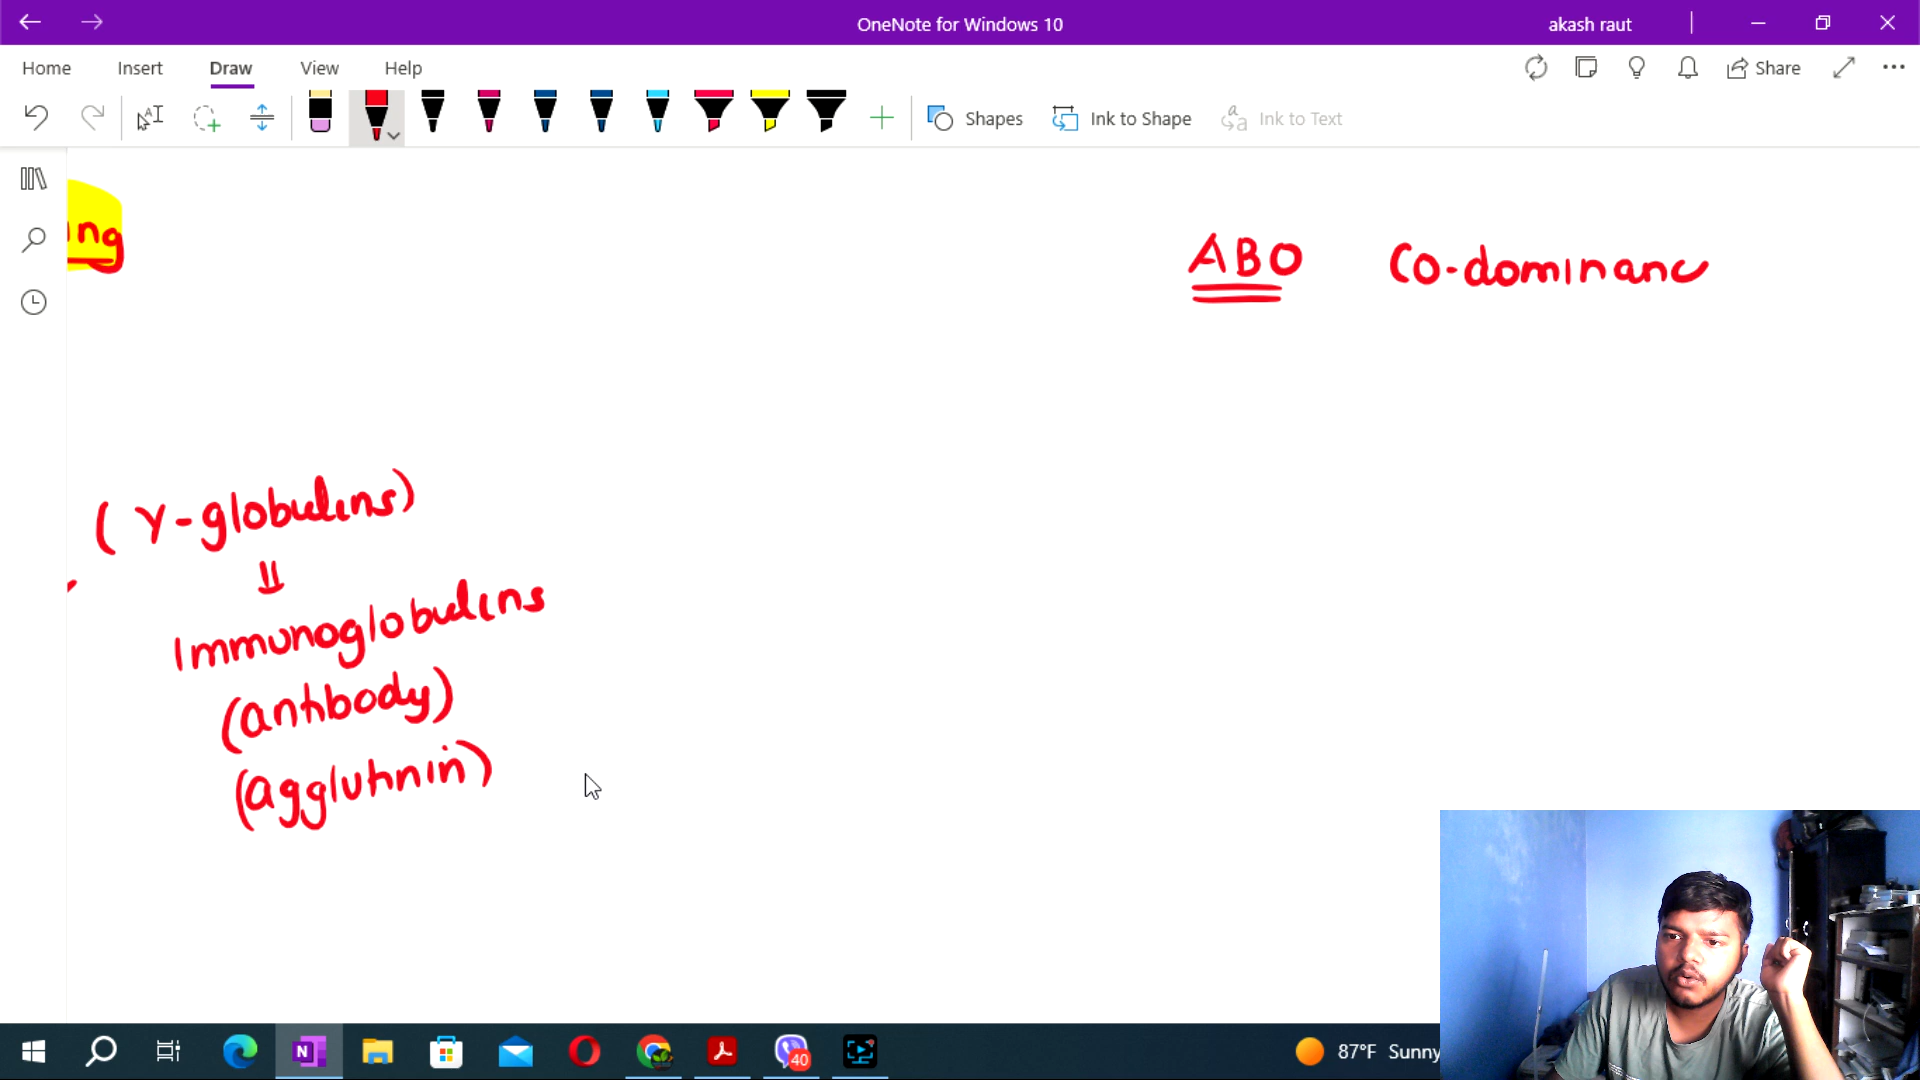 OneNote for Windows 10
akash raut
Home Insert Draw View Help
Share
Shapes
Ink to Shape
Ink to Text
ing
ABO Co-dominanc
( γ-globulins)
Immunoglobulins
(antibody)
(agglutinin)
40
87°F Sunny